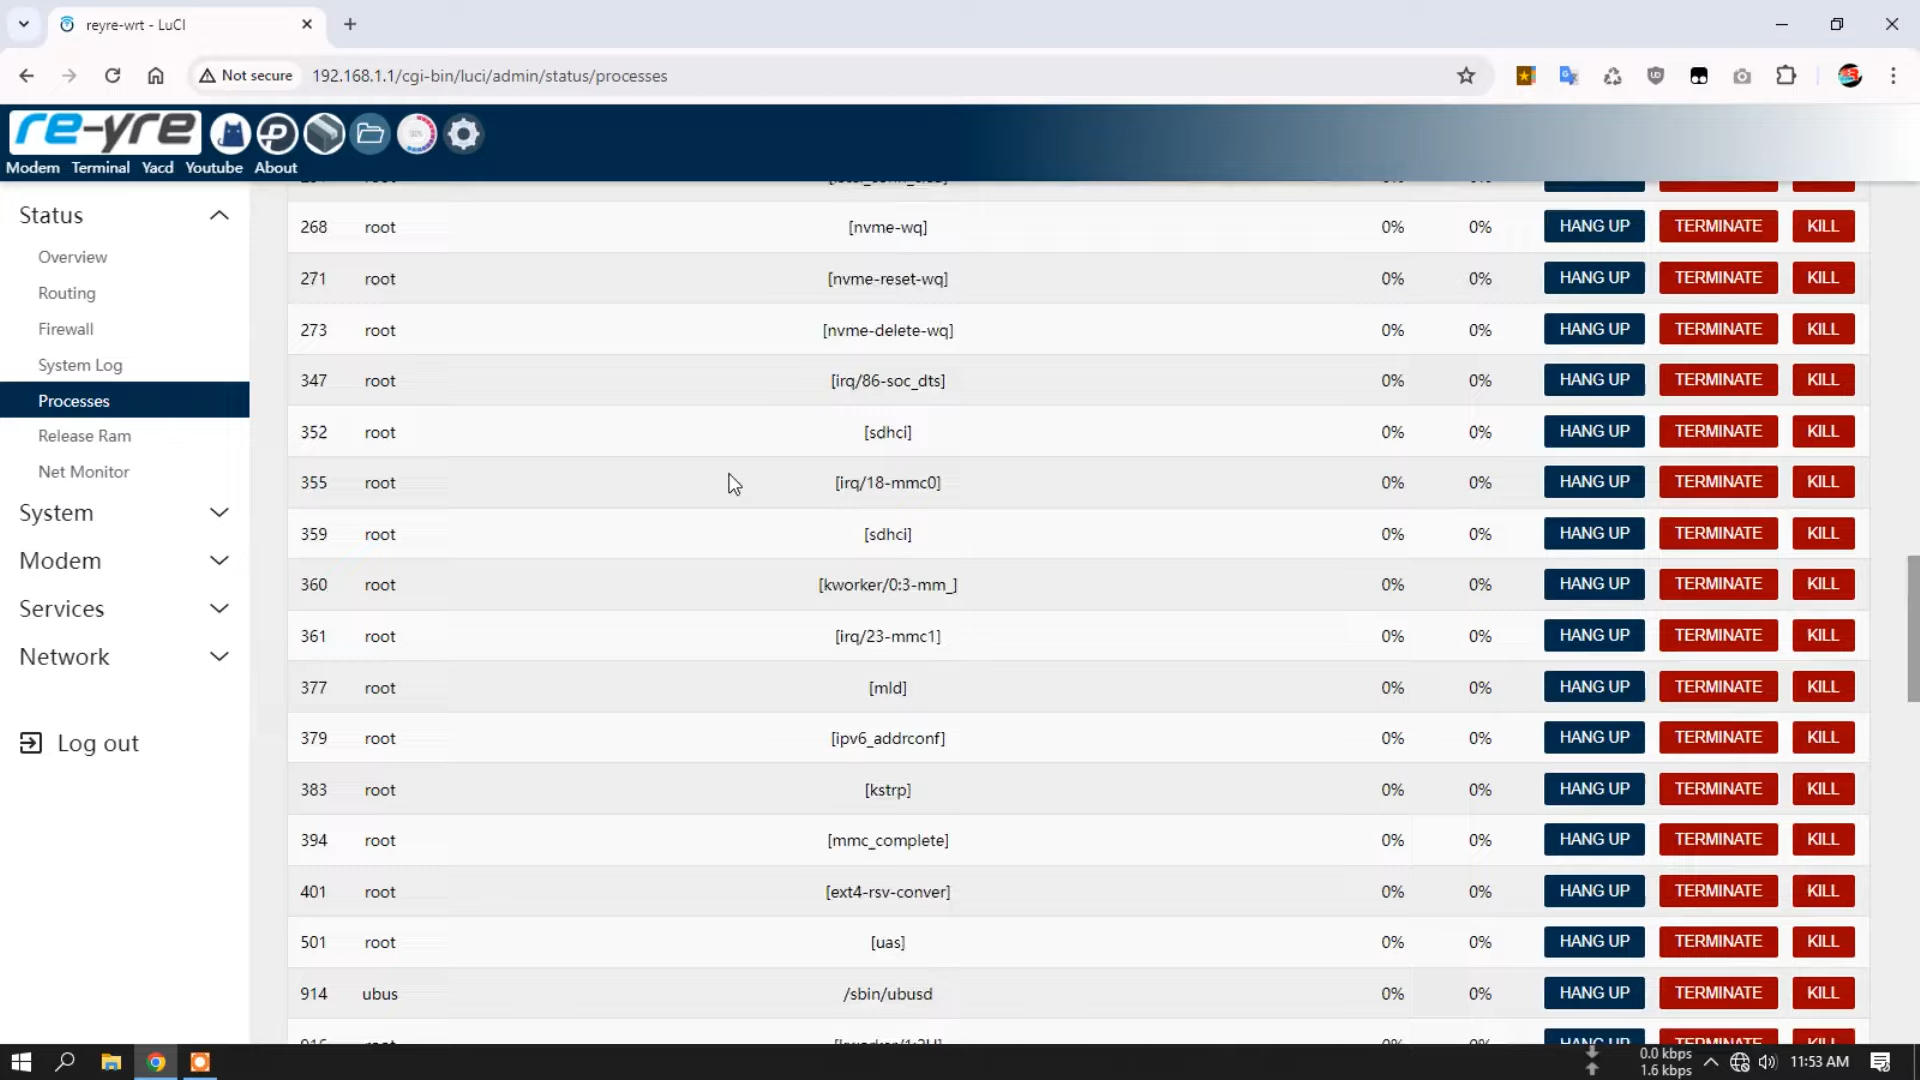 reyre-wrt - LuCI
Not secure
192.168.1.1/cgi-bin/luci/admin/status/processes
re-yre
Modem Terminal Yacd Youtube About
Status
Overview
Routing
Firewall
System Log
Processes
Release Ram
Net Monitor
System
Modem
Services
Network
Log out
268 root [nvme-wq] 0% 0% HANG UP TERMINATE KILL
271 root [nvme-reset-wq] 0% 0% HANG UP TERMINATE KILL
273 root [nvme-delete-wq] 0% 0% HANG UP TERMINATE KILL
347 root [irq/86-soc_dts] 0% 0% HANG UP TERMINATE KILL
352 root [sdhci] 0% 0% HANG UP TERMINATE KILL
355 root [irq/18-mmc0] 0% 0% HANG UP TERMINATE KILL
359 root [sdhci] 0% 0% HANG UP TERMINATE KILL
360 root [kworker/0:3-mm_] 0% 0% HANG UP TERMINATE KILL
361 root [irq/23-mmc1] 0% 0% HANG UP TERMINATE KILL
377 root [mld] 0% 0% HANG UP TERMINATE KILL
379 root [ipv6_addrconf] 0% 0% HANG UP TERMINATE KILL
383 root [kstrp] 0% 0% HANG UP TERMINATE KILL
394 root [mmc_complete] 0% 0% HANG UP TERMINATE KILL
401 root [ext4-rsv-conver] 0% 0% HANG UP TERMINATE KILL
501 root [uas] 0% 0% HANG UP TERMINATE KILL
914 ubus /sbin/ubusd 0% 0% HANG UP TERMINATE KILL
HANG UP TERMINATE KILL
0.0 kbps
1.6 kbps
11:53 AM